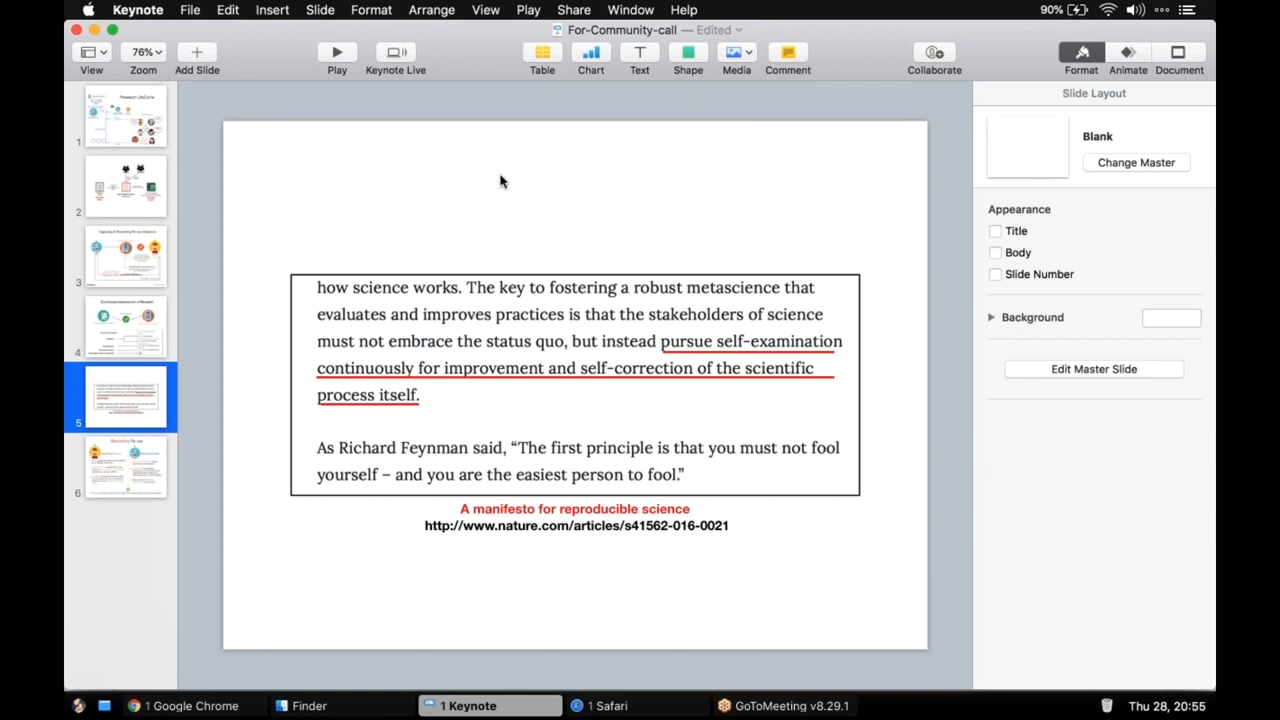 Keynote File Edit Insert Slide Format Arrange View Play Share Window Help 90%
For-Community-call — Edited
76%
View Zoom Add Slide Play Keynote Live Table Chart Text Shape Media Comment Collaborate Format Animate Document
Slide Layout
Blank
Change Master
Appearance
Title
Body
Slide Number
Background
Edit Master Slide
1
2
3
4
5
6
how science works. The key to fostering a robust metascience that
evaluates and improves practices is that the stakeholders of science
must not embrace the status quo, but instead pursue self-examination
continuously for improvement and self-correction of the scientific
process itself.
As Richard Feynman said, “The first principle is that you must not fool
yourself – and you are the easiest person to fool.”
A manifesto for reproducible science
http://www.nature.com/articles/s41562-016-0021
1 Google Chrome Finder 1 Keynote 1 Safari GoToMeeting v8.29.1 Thu 28, 20:55